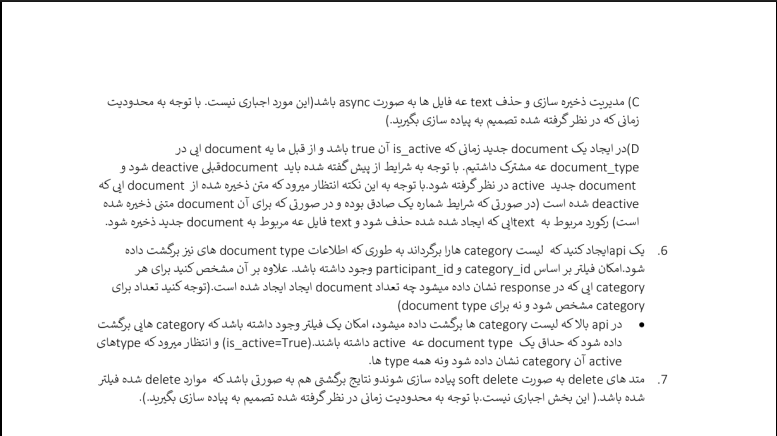 C) مدیریت ذخیره سازی و حذف text عه فایل ها به صورت async باشد(این مورد اجباری نیست. با توجه به محدودیت
زمانی که در نظر گرفته شده تصمیم به پیاده سازی بگیرید.)
D)در ایجاد یک document جدید زمانی که is_active آن true باشد و از قبل ما یه document ایی در
document_type عه مشترک داشتیم. با توجه به شرایط از پیش گفته شده باید documentقبلی deactive شود و
document جدید active در نظر گرفته شود.با توجه به این نکته انتظار میرود که متن ذخیره شده از document ایی که
deactive شده است (در صورتی که شرایط شماره یک صادق بوده و در صورتی که برای آن document متنی ذخیره شده
است) رکورد مربوط به textایی که ایجاد شده شده حذف شود و text فایل عه مربوط به document جدید ذخیره شود.
6. یک apiایجاد کنید که لیست category هارا برگرداند به طوری که اطلاعات document type های نیز برگشت داده
شود.امکان فیلتر بر اساس category_id و participant_id وجود داشته باشد. علاوه بر آن مشخص کنید برای هر
category ایی که در response نشان داده میشود چه تعداد document ایجاد ایجاد شده است.(توجه کنید تعداد برای
category مشخص شود و نه برای document type)
• در api بالا که لیست category ها برگشت داده میشود، امکان یک فیلتر وجود داشته باشد که category هایی برگشت
داده شود که حداقل یک document type عه active داشته باشند.(is_active=True) و انتظار میرود که typeهای
active آن category نشان داده شود ونه همه type ها.
7. متد های delete به صورت soft delete پیاده سازی شوندو نتایج برگشتی هم به صورتی باشد که موارد delete شده فیلتر
شده باشد.( این بخش اجباری نیست.با توجه به محدودیت زمانی در نظر گرفته شده تصمیم به پیاده سازی بگیرید.).